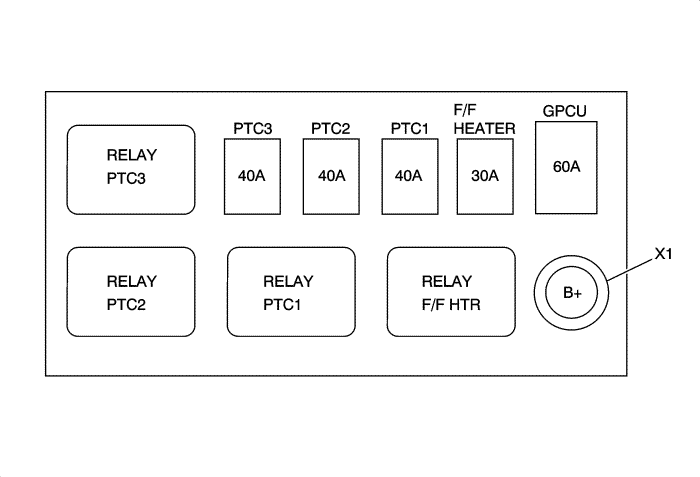 RELAY
PTC3
PTC3
40A
PTC2
40A
PTC1
40A
F/F
HEATER
30A
GPCU
60A
RELAY
PTC2
RELAY
PTC1
RELAY
F/F HTR
B+
X1